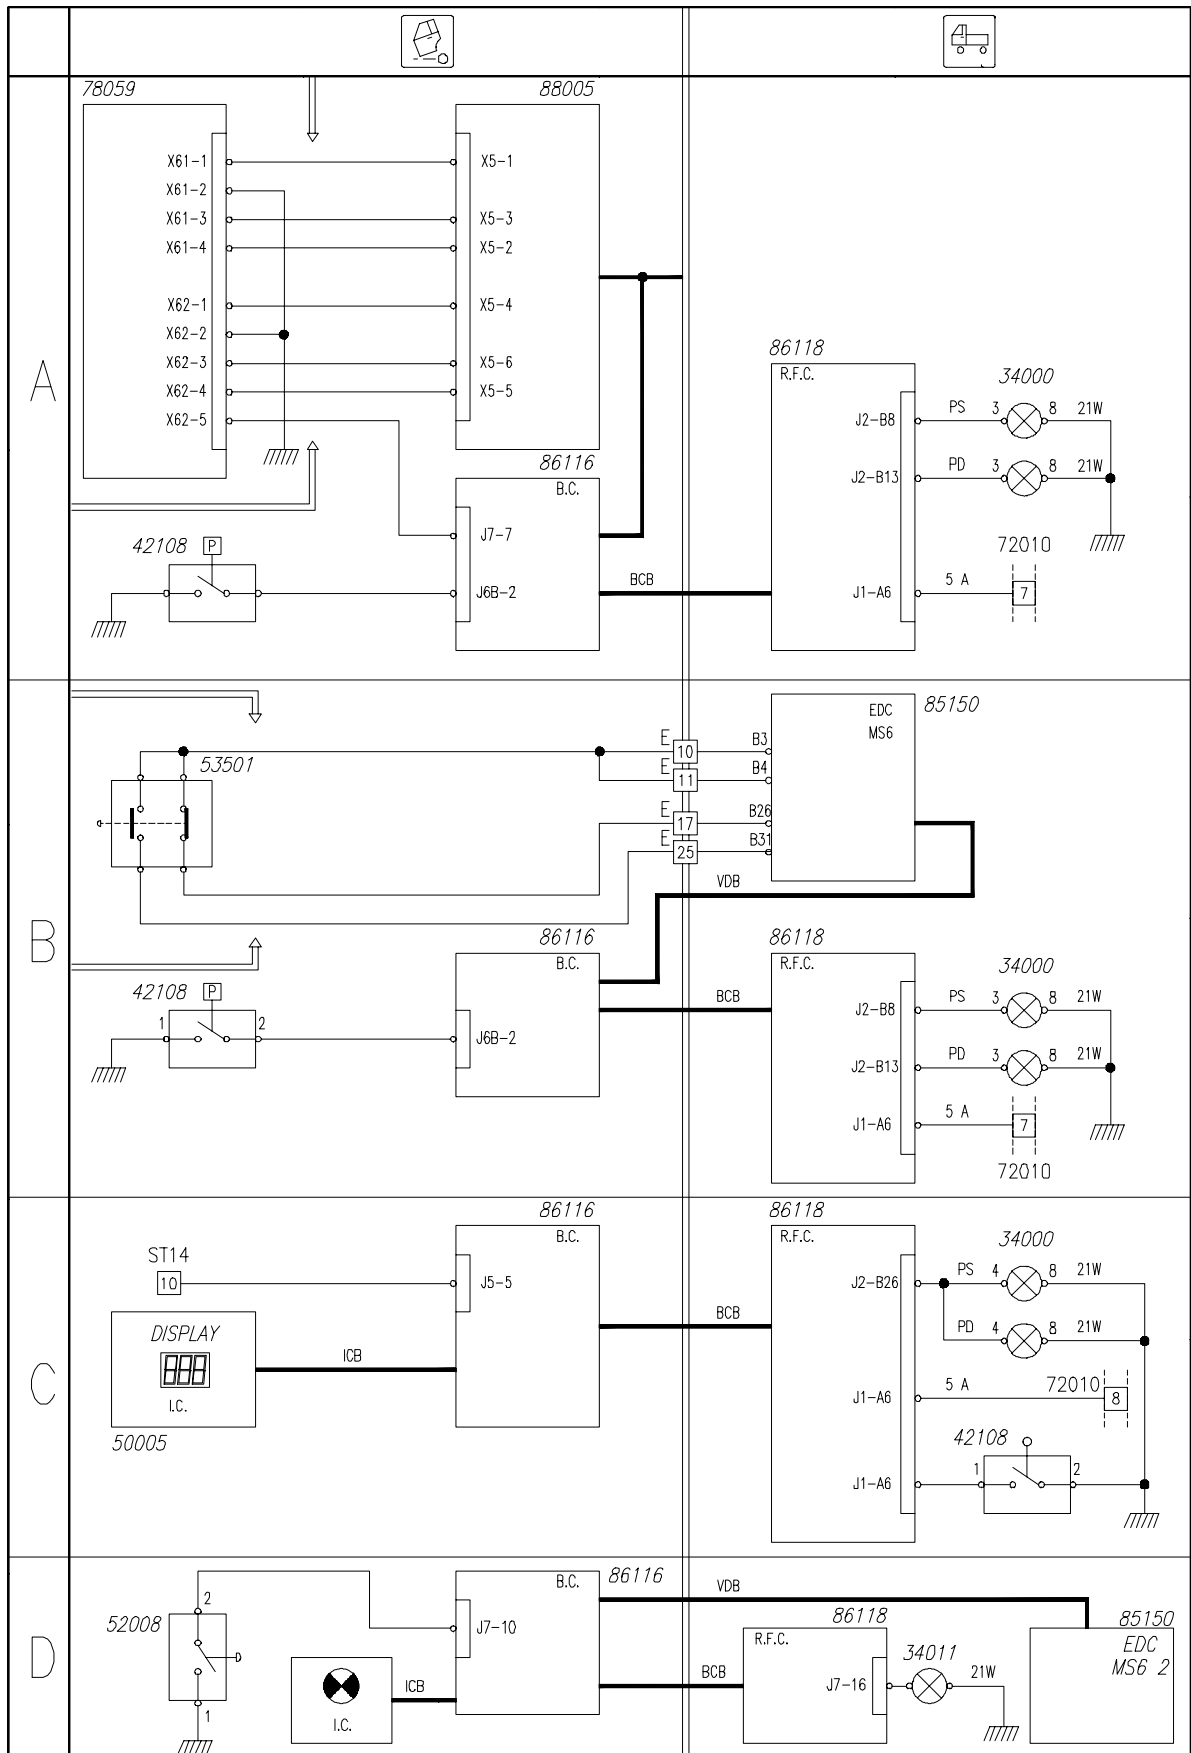 A
78059
88005
X61-1
X5-1
X61-2
X61-3
X5-3
X61-4
X5-2
X62-1
X5-4
X62-2
X62-3
X5-6
X62-4
X5-5
X62-5
86116
B.C.
J7-7
J6B-2
42108
P
BCB
86118
R.F.C.
34000
J2-B8
PS
3
8
21W
J2-B13
PD
3
8
21W
72010
J1-A6
5 A
7
B
53501
E
10
B3
E
11
B4
E
17
B26
E
25
B31
EDC
MS6
85150
VDB
86116
B.C.
J6B-2
42108
P
1
2
BCB
86118
R.F.C.
34000
J2-B8
PS
3
8
21W
J2-B13
PD
3
8
21W
J1-A6
5 A
7
72010
C
ST14
10
DISPLAY
I.C.
50005
ICB
86116
B.C.
J5-5
BCB
86118
R.F.C.
34000
J2-B26
PS
4
8
21W
PD
4
8
21W
J1-A6
5 A
72010
8
42108
J1-A6
1
2
D
52008
2
1
I.C.
ICB
86116
B.C.
J7-10
VDB
BCB
86118
R.F.C.
J7-16
34011
21W
85150
EDC
MS6 2